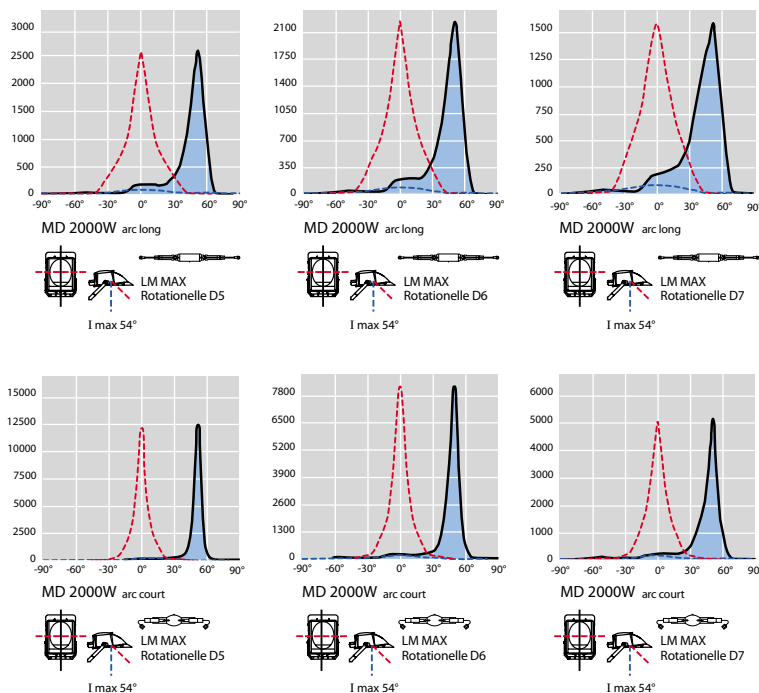 3000
2500
2000
1500
1000
500
0
-90° -60° -30° 0° 30° 60° 90°
MD 2000W arc long
LM MAX
Rotationelle D5
I max 54°
2100
1750
1400
1050
700
350
0
-90° -60° -30° 0° 30° 60° 90°
MD 2000W arc long
LM MAX
Rotationelle D6
I max 54°
1500
1250
1000
750
500
250
0
-90° -60° -30° 0° 30° 60° 90°
MD 2000W arc long
LM MAX
Rotationelle D7
I max 54°
15000
12500
10000
7500
5000
2500
0
-90° -60° -30° 0° 30° 60° 90°
MD 2000W arc court
LM MAX
Rotationelle D5
I max 54°
7800
6500
5200
3900
2600
1300
0
-90° -60° -30° 0° 30° 60° 90°
MD 2000W arc court
LM MAX
Rotationelle D6
I max 54°
6000
5000
4000
3000
2000
1000
0
-90° -60° -30° 0° 30° 60° 90°
MD 2000W arc court
LM MAX
Rotationelle D7
I max 54°